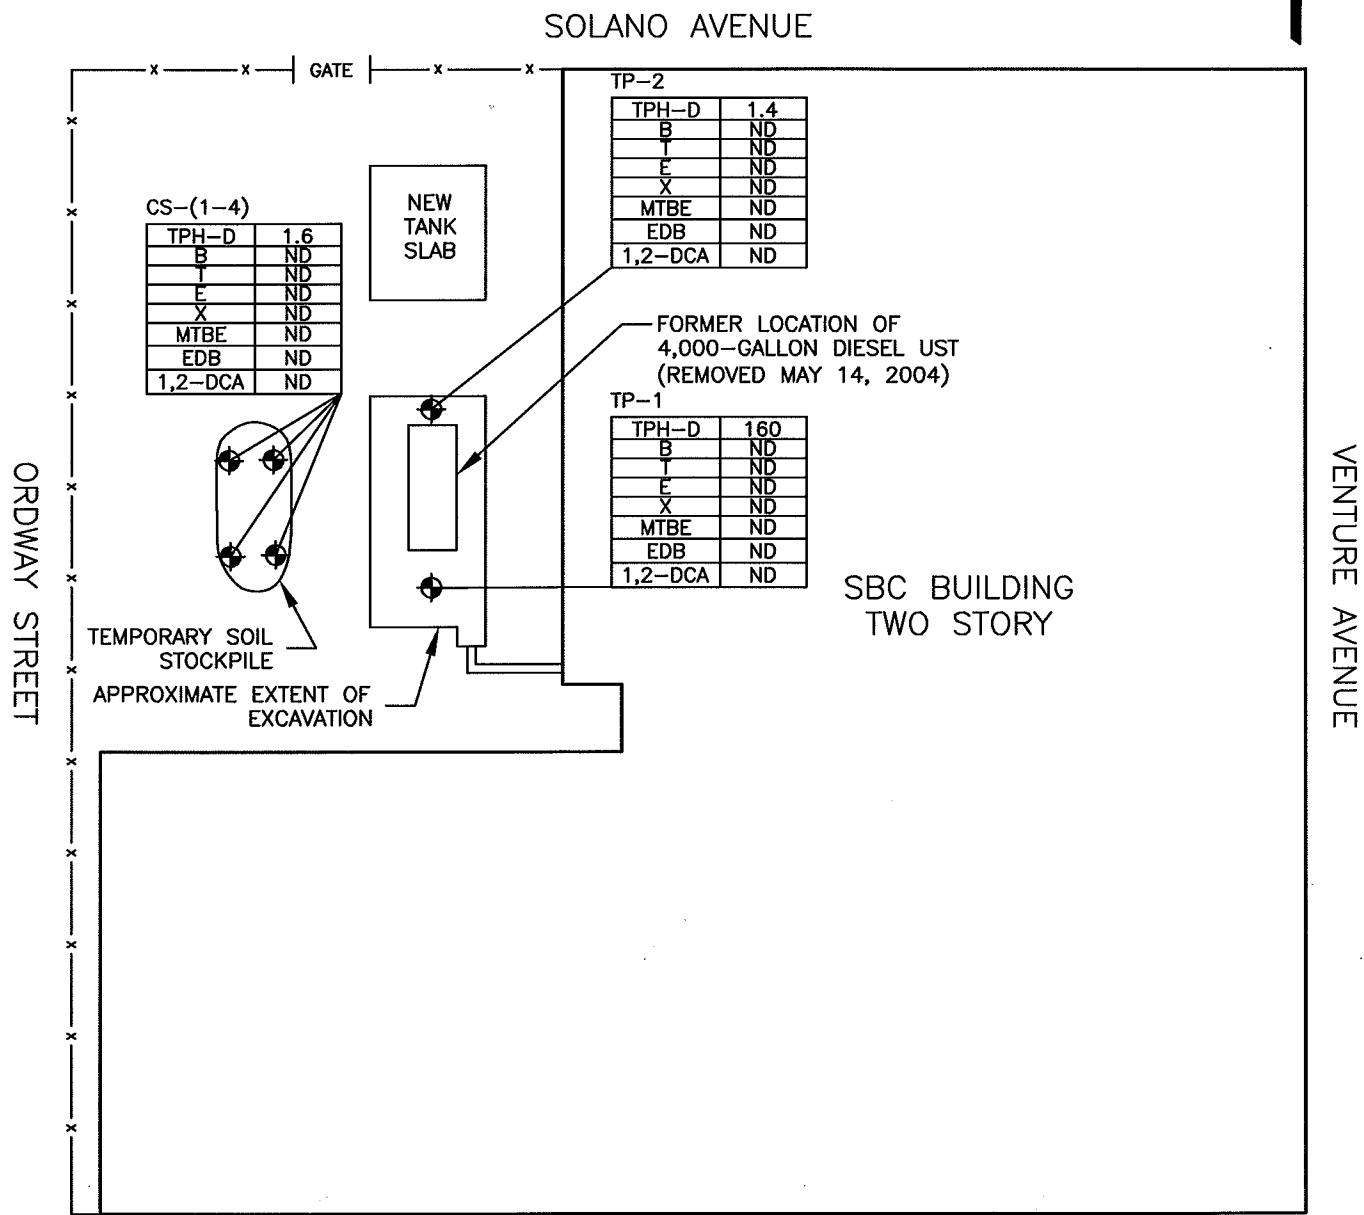 SOLANO AVENUE
x x GATE x x
TP-2
TPH-D 1.4
B ND
T ND
E ND
X ND
MTBE ND
EDB ND
1,2-DCA ND
NEW
TANK
SLAB
CS-(1-4)
TPH-D 1.6
B ND
T ND
E ND
X ND
MTBE ND
EDB ND
1,2-DCA ND
FORMER LOCATION OF
4,000-GALLON DIESEL UST
(REMOVED MAY 14, 2004)
TP-1
TPH-D 160
B ND
T ND
E ND
X ND
MTBE ND
EDB ND
1,2-DCA ND
SBC BUILDING
TWO STORY
TEMPORARY SOIL
STOCKPILE
APPROXIMATE EXTENT OF
EXCAVATION
ORDWAY STREET
VENTURE AVENUE